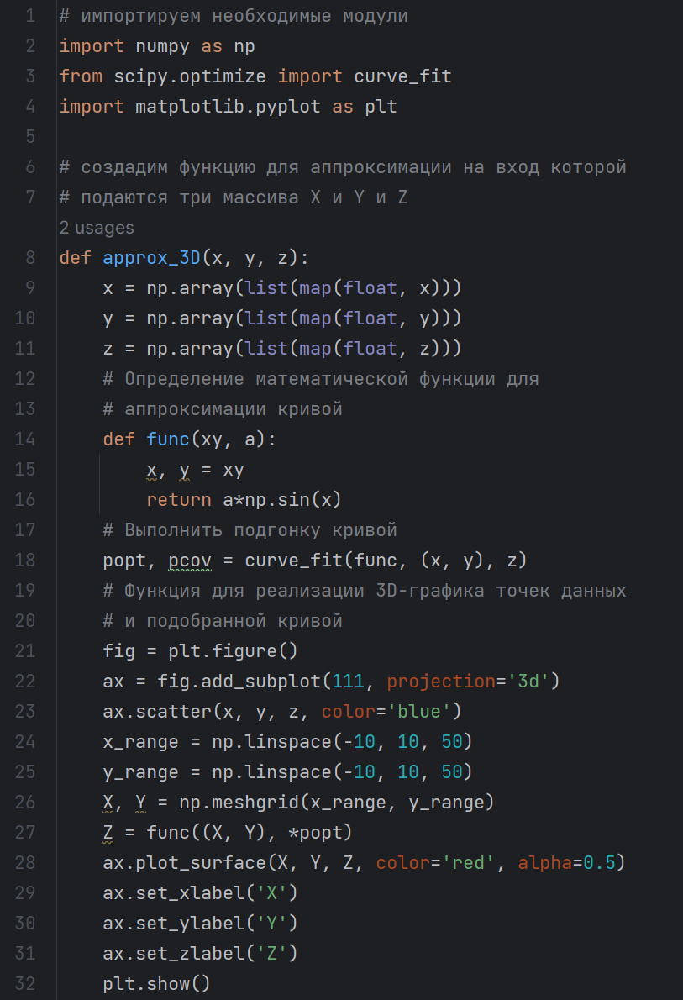 1 # импортируем необходимые модули
2 import numpy as np
3 from scipy.optimize import curve_fit
4 import matplotlib.pyplot as plt
5
6 # создадим функцию для аппроксимации на вход которой
7 # подаются три массива X и Y и Z
2 usages
8 def approx_3D(x, y, z):
9     x = np.array(list(map(float, x)))
10     y = np.array(list(map(float, y)))
11     z = np.array(list(map(float, z)))
12     # Определение математической функции для
13     # аппроксимации кривой
14     def func(xy, a):
15         x, y = xy
16         return a*np.sin(x)
17     # Выполнить подгонку кривой
18     popt, pcov = curve_fit(func, (x, y), z)
19     # Функция для реализации 3D-графика точек данных
20     # и подобранной кривой
21     fig = plt.figure()
22     ax = fig.add_subplot(111, projection='3d')
23     ax.scatter(x, y, z, color='blue')
24     x_range = np.linspace(-10, 10, 50)
25     y_range = np.linspace(-10, 10, 50)
26     X, Y = np.meshgrid(x_range, y_range)
27     Z = func((X, Y), *popt)
28     ax.plot_surface(X, Y, Z, color='red', alpha=0.5)
29     ax.set_xlabel('X')
30     ax.set_ylabel('Y')
31     ax.set_zlabel('Z')
32     plt.show()